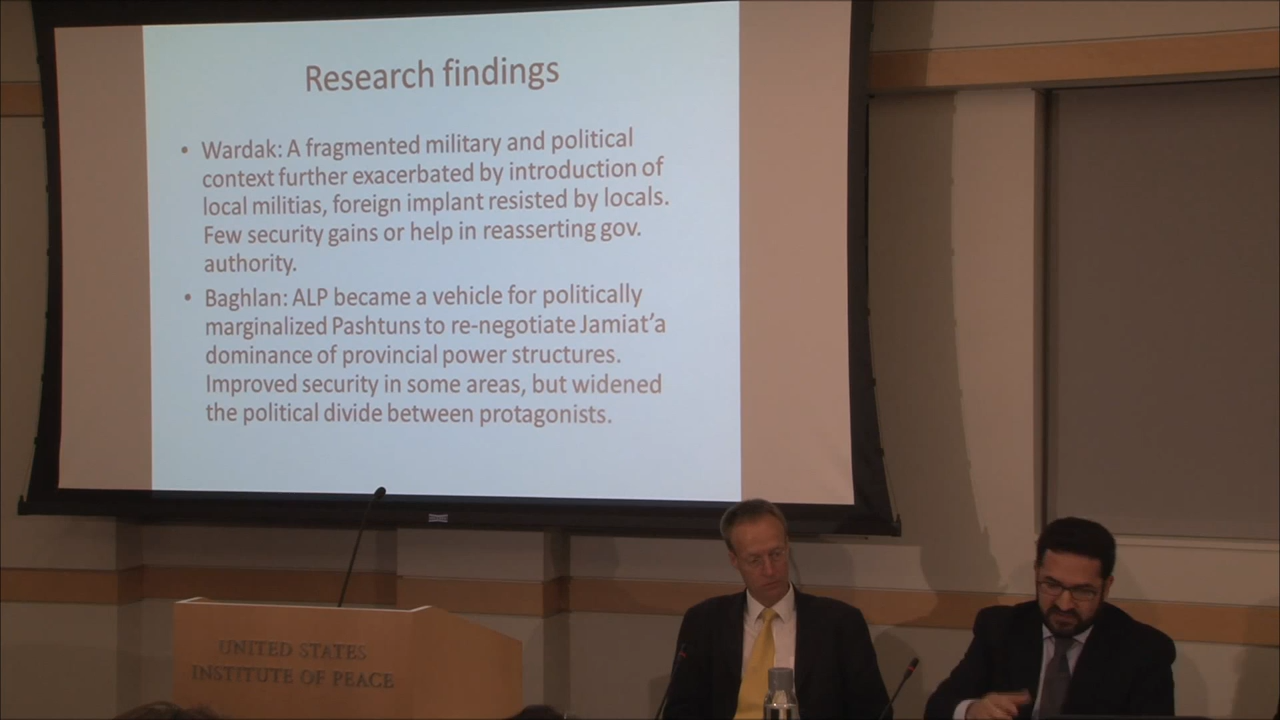 Research findings
• Wardak: A fragmented military and political
context further exacerbated by introduction of
local militias, foreign implant resisted by locals.
Few security gains or help in reasserting gov.
authority.
• Baghlan: ALP became a vehicle for politically
marginalized Pashtuns to re-negotiate Jamiat’a
dominance of provincial power structures.
Improved security in some areas, but widened
the political divide between protagonists.
UNITED STATES
INSTITUTE OF PEACE